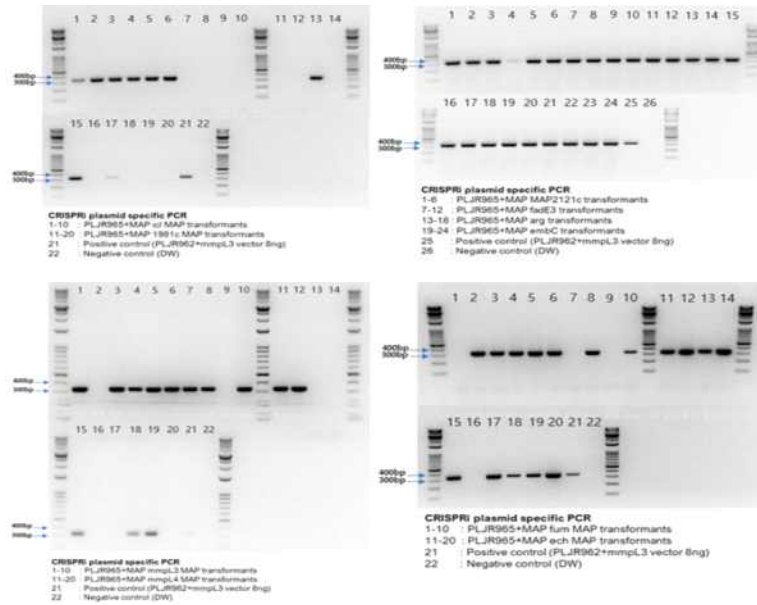 1 2 3 4 5 6 7 8 9 10 11 12 13 14
400bp
300bp
15 16 17 18 19 20 21 22
400bp
300bp
CRISPRi plasmid specific PCR
1-10 : PLJR965+MAP icl MAP transformants
11-20 : PLJR965+MAP 1981c MAP transformants
21 : Positive control (PLJR962+mmpL3 vector 8ng)
22 : Negative control (DW)
1 2 3 4 5 6 7 8 9 10 11 12 13 14 15
400bp
300bp
16 17 18 19 20 21 22 23 24 25 26
400bp
300bp
CRISPRi plasmid specific PCR
1-6 : PLJR965+MAP MAP2121c transformants
7-12 : PLJR965+MAP fadE3 transformants
13-18 : PLJR965+MAP arg transformants
19-24 : PLJR965+MAP embC transformants
25 : Positive control (PLJR962+mmpL3 vector 8ng)
26 : Negative control (DW)
1 2 3 4 5 6 7 8 9 10 11 12 13 14
400bp
300bp
15 16 17 18 19 20 21 22
400bp
300bp
CRISPRi plasmid specific PCR
1-10 : PLJR965+MAP mmpL3 MAP transformants
11-20 : PLJR965+MAP mmpL4 MAP transformants
21 : Positive control (PLJR962+mmpL3 vector 8ng)
22 : Negative control (DW)
1 2 3 4 5 6 7 8 9 10 11 12 13 14
400bp
300bp
15 16 17 18 19 20 21 22
400bp
300bp
CRISPRi plasmid specific PCR
1-10 : PLJR965+MAP fum MAP transformants
11-20 : PLJR965+MAP ech MAP transformants
21 : Positive control (PLJR962+mmpL3 vector 8ng)
22 : Negative control (DW)